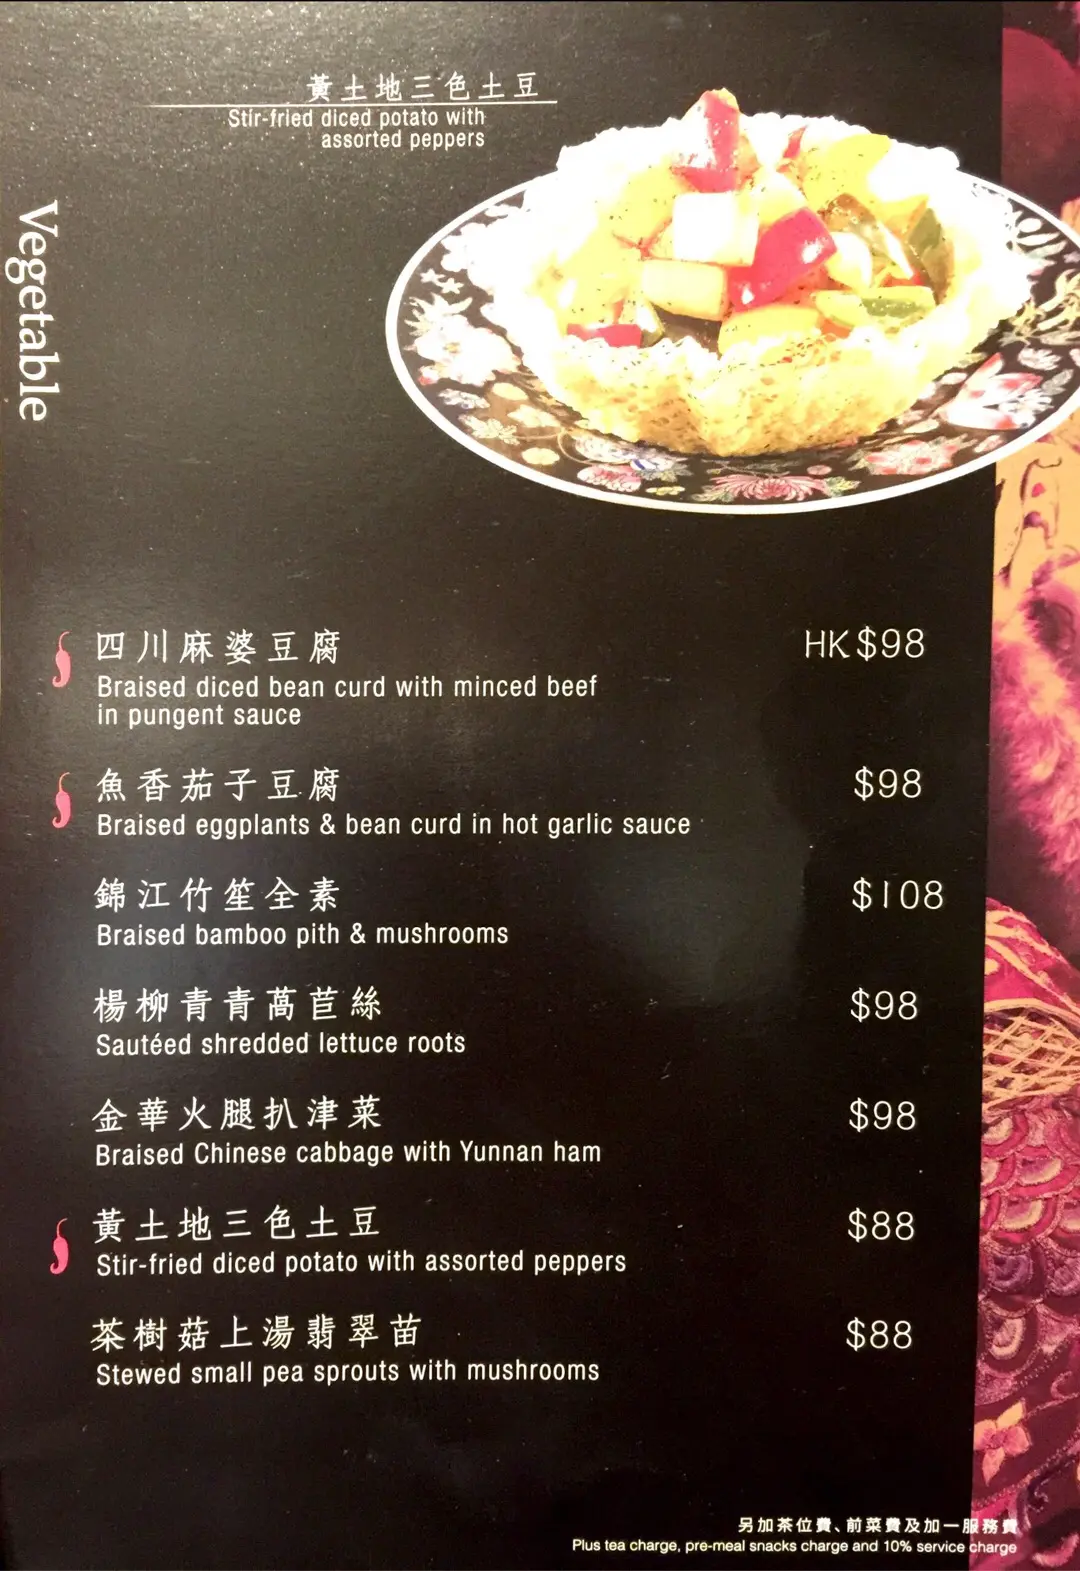 黃土地三色土豆
Stir-fried diced potato with
assorted peppers
Vegetable
四川麻婆豆腐 HK$98
Braised diced bean curd with minced beef
in pungent sauce
魚香茄子豆腐 $98
Braised eggplants & bean curd in hot garlic sauce
錦江竹笙全素 $108
Braised bamboo pith & mushrooms
楊柳青青萵苣絲 $98
Sautéed shredded lettuce roots
金華火腿扒津菜 $98
Braised Chinese cabbage with Yunnan ham
黃土地三色土豆 $88
Stir-fried diced potato with assorted peppers
茶樹菇上湯翡翠苗 $88
Stewed small pea sprouts with mushrooms
另加茶位費、前菜費及加一服務費
Plus tea charge, pre-meal snacks charge and 10% service charge